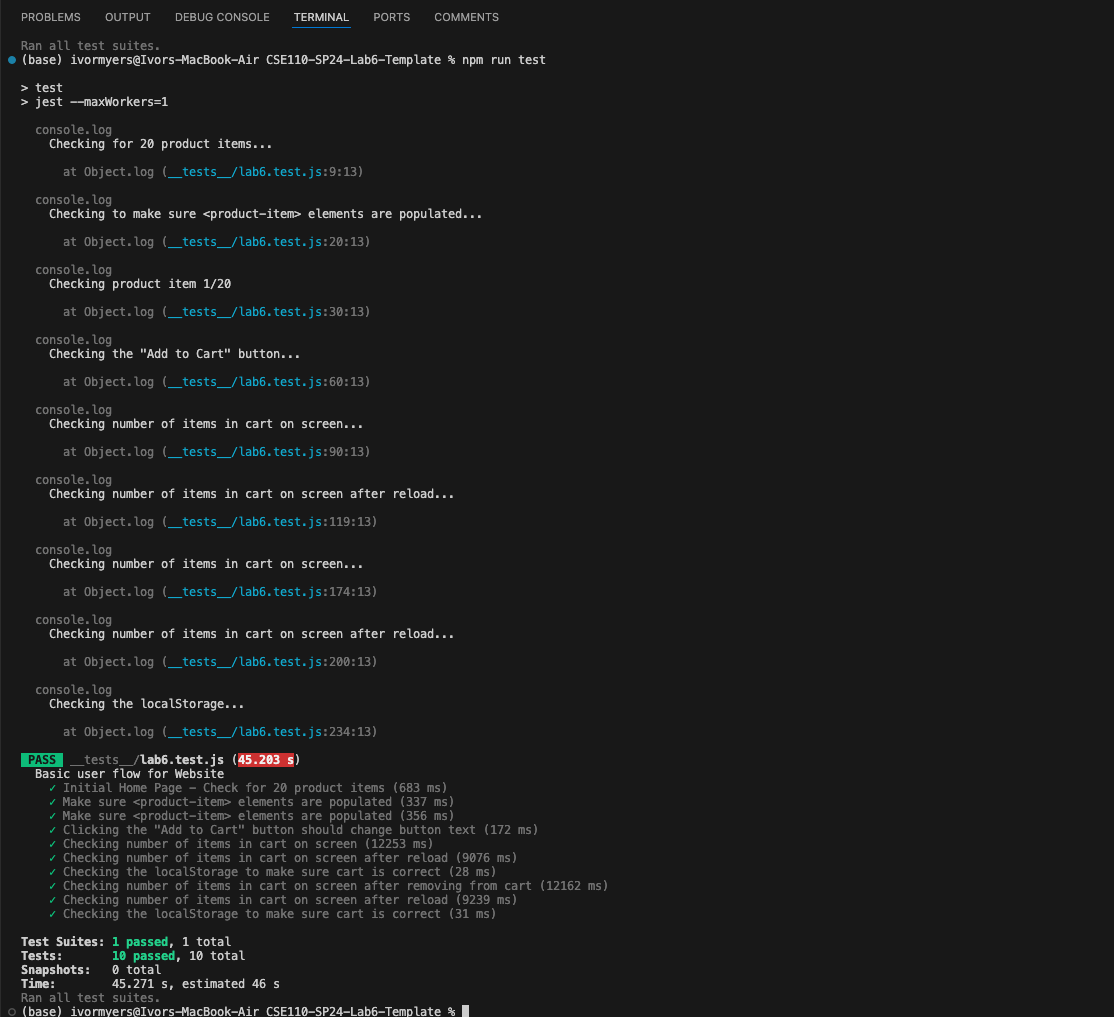 PROBLEMS OUTPUT DEBUG CONSOLE TERMINAL PORTS COMMENTS
Ran all test suites.
(base) ivormyers@Ivors-MacBook-Air CSE110-SP24-Lab6-Template % npm run test
> test
> jest --maxWorkers=1
console.log
Checking for 20 product items...
at Object.log (__tests__/lab6.test.js:9:13)
console.log
Checking to make sure <product-item> elements are populated...
at Object.log (__tests__/lab6.test.js:20:13)
console.log
Checking product item 1/20
at Object.log (__tests__/lab6.test.js:30:13)
console.log
Checking the "Add to Cart" button...
at Object.log (__tests__/lab6.test.js:60:13)
console.log
Checking number of items in cart on screen...
at Object.log (__tests__/lab6.test.js:90:13)
console.log
Checking number of items in cart on screen after reload...
at Object.log (__tests__/lab6.test.js:119:13)
console.log
Checking number of items in cart on screen...
at Object.log (__tests__/lab6.test.js:174:13)
console.log
Checking number of items in cart on screen after reload...
at Object.log (__tests__/lab6.test.js:200:13)
console.log
Checking the localStorage...
at Object.log (__tests__/lab6.test.js:234:13)
PASS __tests__/lab6.test.js (45.203 s)
Basic user flow for Website
✓ Initial Home Page – Check for 20 product items (683 ms)
✓ Make sure <product-item> elements are populated (337 ms)
✓ Make sure <product-item> elements are populated (356 ms)
✓ Clicking the "Add to Cart" button should change button text (172 ms)
✓ Checking number of items in cart on screen (12253 ms)
✓ Checking number of items in cart on screen after reload (9076 ms)
✓ Checking the localStorage to make sure cart is correct (28 ms)
✓ Checking number of items in cart on screen after removing from cart (12162 ms)
✓ Checking number of items in cart on screen after reload (9239 ms)
✓ Checking the localStorage to make sure cart is correct (31 ms)
Test Suites: 1 passed, 1 total
Tests: 10 passed, 10 total
Snapshots: 0 total
Time: 45.271 s, estimated 46 s
Ran all test suites.
(base) ivormyers@Ivors-MacBook-Air CSE110-SP24-Lab6-Template %